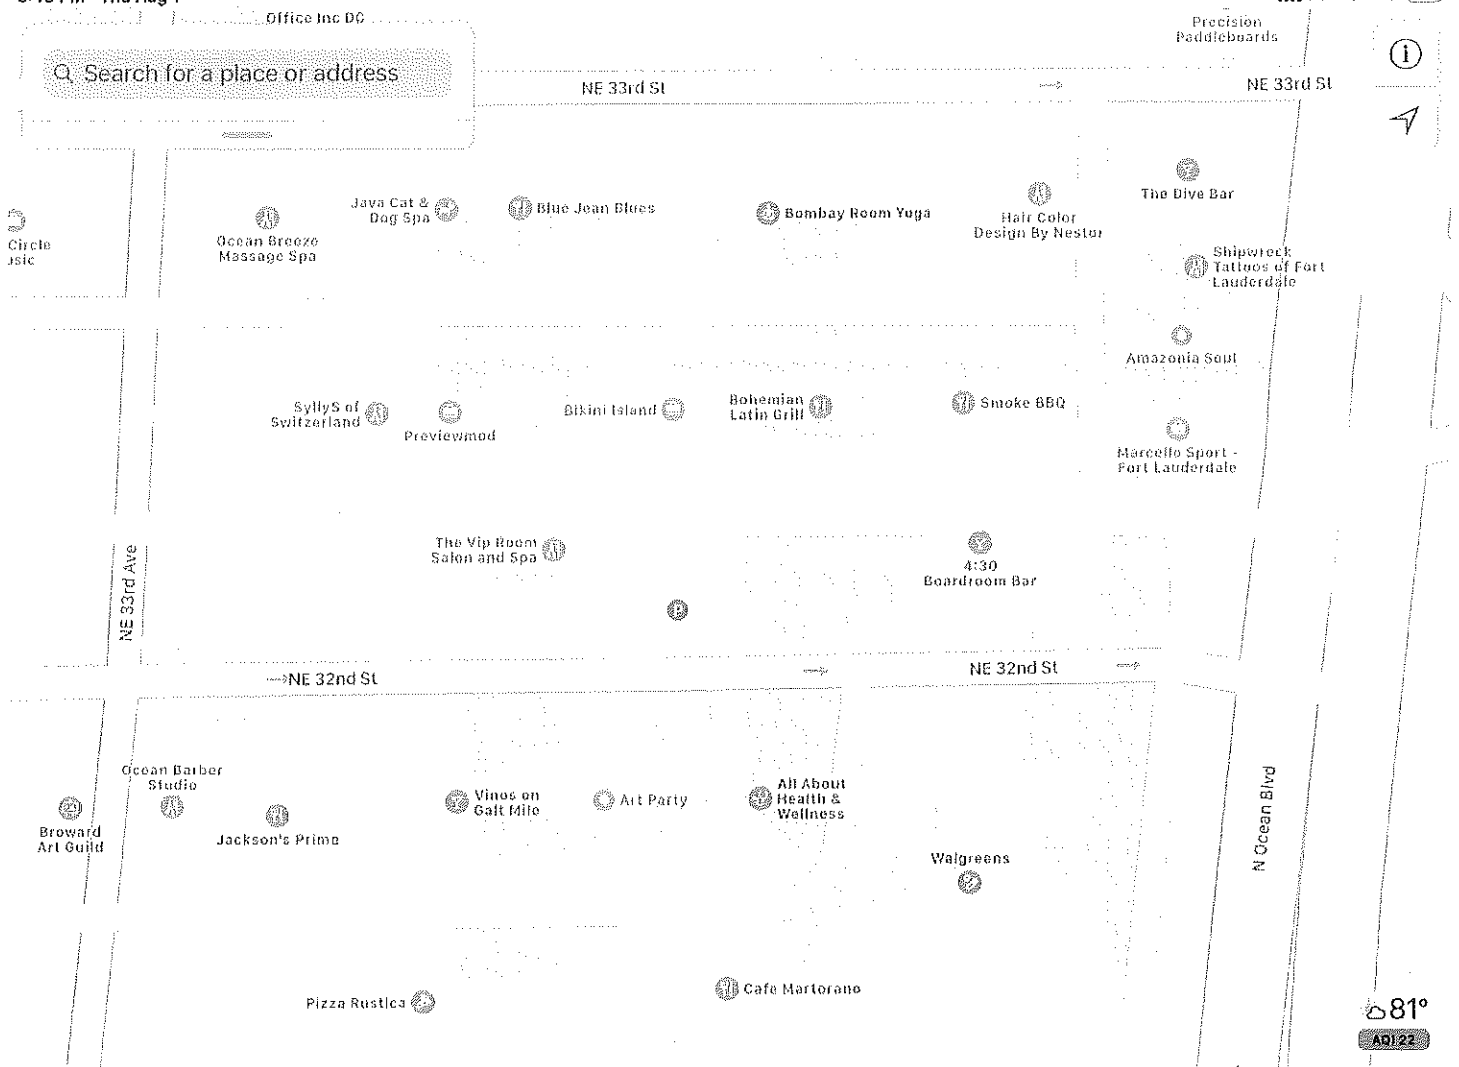 Office Inc DC
Precision
Paddleboards
Search for a place or address
NE 33rd St
NE 33rd St
The Dive Bar
Java Cat &
Dog Spa
Blue Jean Blues
Bombay Room Yoga
Hair Color
Design By Nestor
Circle
Ocean Breeze
Massage Spa
Shipwreck
Tattoos of Fort
Lauderdale
Amazonia Soul
SyllyS of
Switzerland
Previewmod
Bikini Island
Bohemian
Latin Grill
Smoke BBQ
Marcello Sport -
Fort Lauderdale
The Vip Room
Salon and Spa
4:30
Boardroom Bar
NE 33rd Ave
P
NE 32nd St
NE 32nd St
Ocean Barber
Studio
Broward
Art Guild
Jackson's Prime
Vinos on
Galt Mile
Art Party
All About
Health &
Wellness
Walgreens
N Ocean Blvd
Pizza Rustica
Cafe Martorano
81°
AQI 22